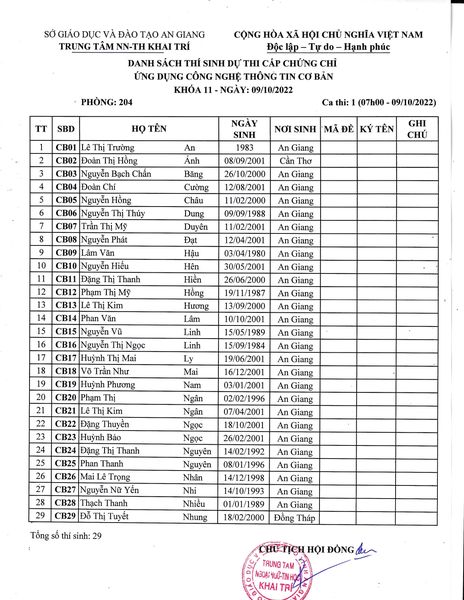 SỞ GIÁO DỤC VÀ ĐÀO TẠO AN GIANG CỘNG HÒA XÃ HỘI CHỦ NGHĨA VIỆT NAM
TRUNG TÂM NN-TH KHAI TRÍ Độc lập – Tự do – Hạnh phúc
DANH SÁCH THÍ SINH DỰ THI CẤP CHỨNG CHỈ
ỨNG DỤNG CÔNG NGHỆ THÔNG TIN CƠ BẢN
KHÓA 11 - NGÀY: 09/10/2022
PHÒNG: 204 Ca thi: 1 (07h00 - 09/10/2022)
TT SBD HỌ TÊN NGÀY SINH NƠI SINH MÃ ĐỀ KÝ TÊN GHI CHÚ
1 CB01 Lê Thị Trường An 1983 An Giang
2 CB02 Đoàn Thị Hồng Ánh 08/09/2001 Cần Thơ
3 CB03 Nguyễn Bạch Chấn Băng 26/10/2000 An Giang
4 CB04 Đoàn Chí Cường 12/08/2001 An Giang
5 CB05 Nguyễn Hồng Châu 11/02/2000 An Giang
6 CB06 Nguyễn Thị Thúy Dung 09/09/1988 An Giang
7 CB07 Trần Thị Mỹ Duyên 11/02/2001 An Giang
8 CB08 Nguyễn Phát Đạt 12/04/2001 An Giang
9 CB09 Lâm Văn Hậu 03/04/1980 An Giang
10 CB10 Nguyễn Hiếu Hên 30/05/2001 An Giang
11 CB11 Đặng Thị Thanh Hiền 26/06/2000 An Giang
12 CB12 Phạm Thị Mỹ Hồng 19/11/1987 An Giang
13 CB13 Lê Thị Kim Hương 13/09/2000 An Giang
14 CB14 Phan Văn Lâm 10/10/2001 An Giang
15 CB15 Nguyễn Vũ Linh 15/05/1989 An Giang
16 CB16 Nguyễn Thị Ngọc Linh 15/09/1984 An Giang
17 CB17 Huỳnh Thị Mai Ly 19/06/2001 An Giang
18 CB18 Võ Trần Như Mai 16/12/2001 An Giang
19 CB19 Huỳnh Phương Nam 03/01/2001 An Giang
20 CB20 Phạm Thị Ngân 02/02/1996 An Giang
21 CB21 Lê Thị Kim Ngân 07/04/2001 An Giang
22 CB22 Đặng Thuyền Ngọc 18/10/2001 An Giang
23 CB23 Huỳnh Bảo Ngọc 26/02/2001 An Giang
24 CB24 Đặng Thị Thanh Nguyên 14/02/1992 An Giang
25 CB25 Phan Thanh Nguyên 08/01/1996 An Giang
26 CB26 Mai Lê Trọng Nhân 14/12/1998 An Giang
27 CB27 Nguyễn Nữ Yến Nhi 14/10/1993 An Giang
28 CB28 Thạch Thanh Nhiều 01/01/1989 An Giang
29 CB29 Đỗ Thị Tuyết Nhung 18/02/2000 Đồng Tháp
Tổng số thí sinh: 29
CHỦ TỊCH HỘI ĐỒNG
TRUNG TÂM
NGOẠI NGỮ-TIN HỌC
KHAI TRÍ